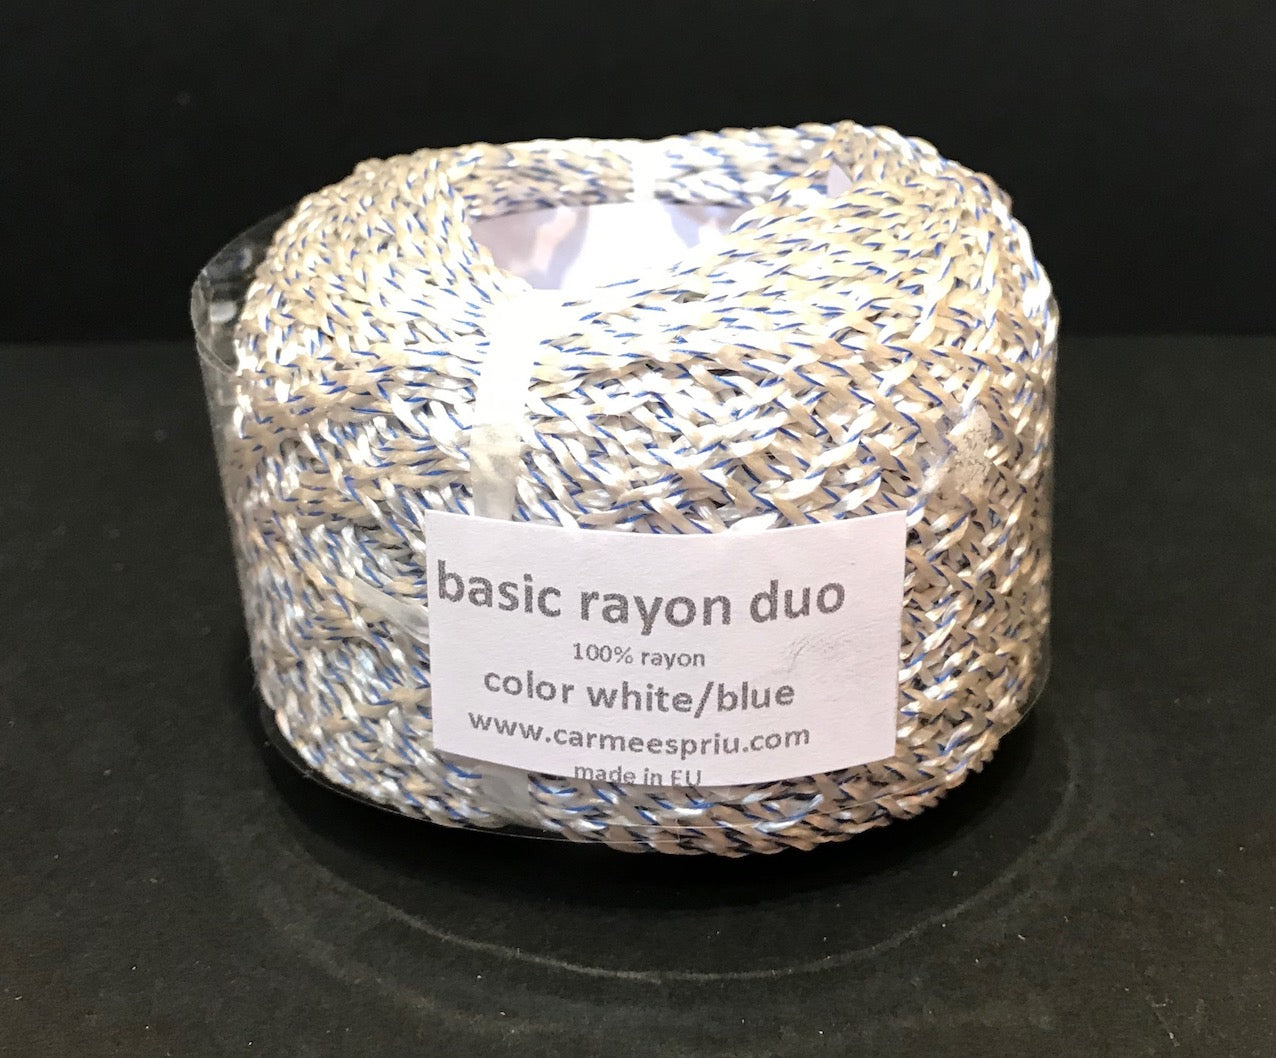 basic rayon duo
100% rayon
color white/blue
www.carmeespriu.com
made in EU